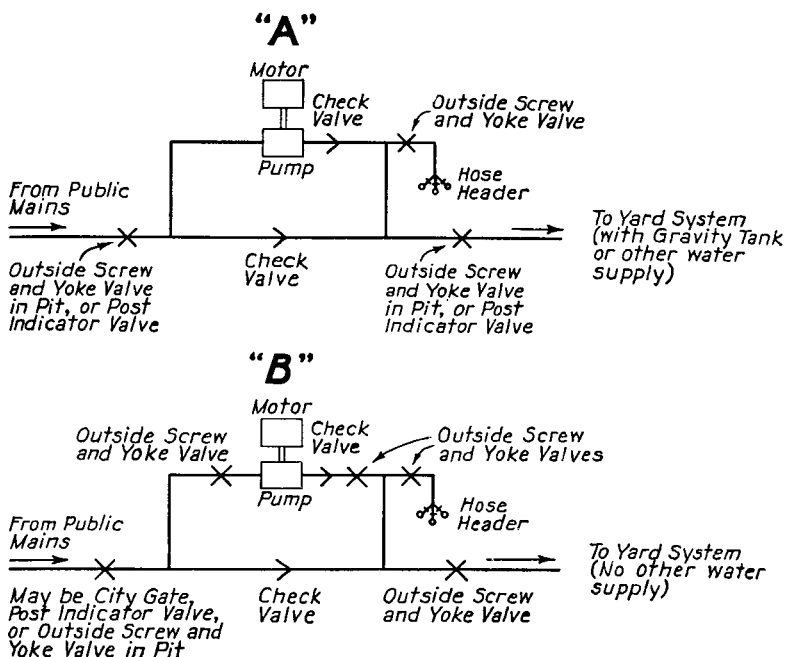 “A”
Motor
Check
Valve
Outside Screw
and Yoke Valve
Pump
Hose
Header
From Public
Mains
To Yard System
(with Gravity Tank
or other water
supply)
Outside Screw
and Yoke Valve
in Pit, or Post
Indicator Valve
Check
Valve
Outside Screw
and Yoke Valve
in Pit, or Post
Indicator Valve
“B”
Motor
Outside Screw
and Yoke Valve
Check
Valve
Outside Screw
and Yoke Valves
Pump
Hose
Header
From Public
Mains
To Yard System
(No other water
supply)
May be City Gate,
Post Indicator Valve,
or Outside Screw and
Yoke Valve in Pit
Check
Valve
Outside Screw
and Yoke Valve